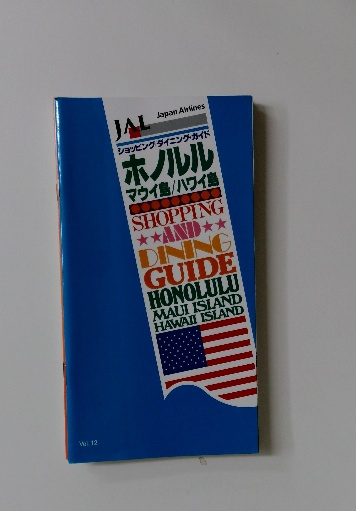 JAL Japan Airlines
ショッピング ダイニング・ガイド
ホノルル
マウイ島/ハワイ島
SHOPPING
★★AND★★
DINING
GUIDE
HONOLULU
MAUI ISLAND
HAWAII ISLAND
Vol.12